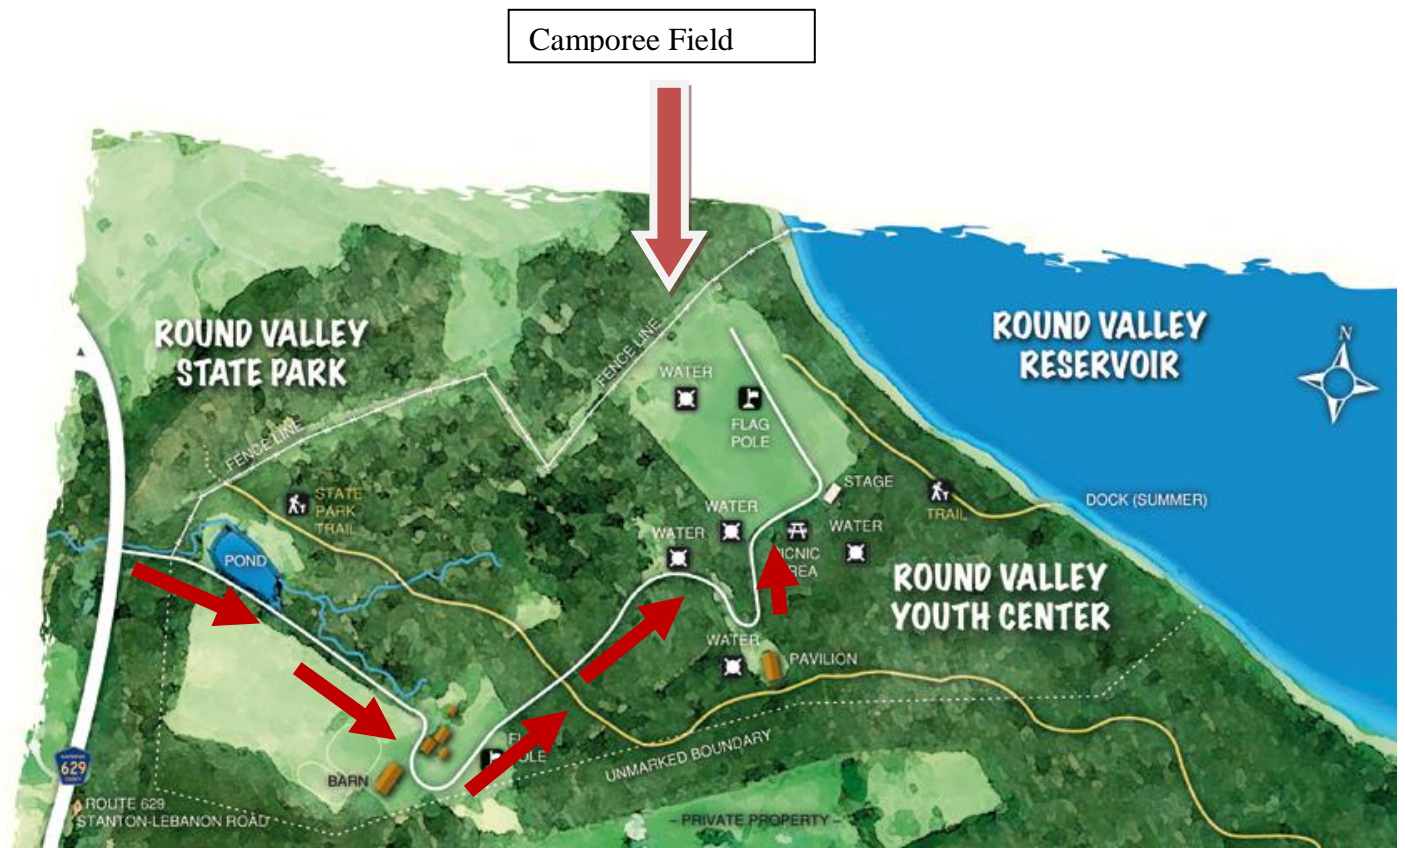 Camporee Field
N
ROUND VALLEY
STATE PARK
ROUND VALLEY
RESERVOIR
FENCE LINE
WATER
FLAG
POLE
FENCE LINE
STATE
PARK
TRAIL
STAGE
TRAIL
DOCK (SUMMER)
WATER
WATER
WATER
PICNIC
AREA
POND
ROUND VALLEY
YOUTH CENTER
WATER
PAVILION
UNMARKED BOUNDARY
BARN
629
ROUTE 629
STANTON-LEBANON ROAD
– PRIVATE PROPERTY –